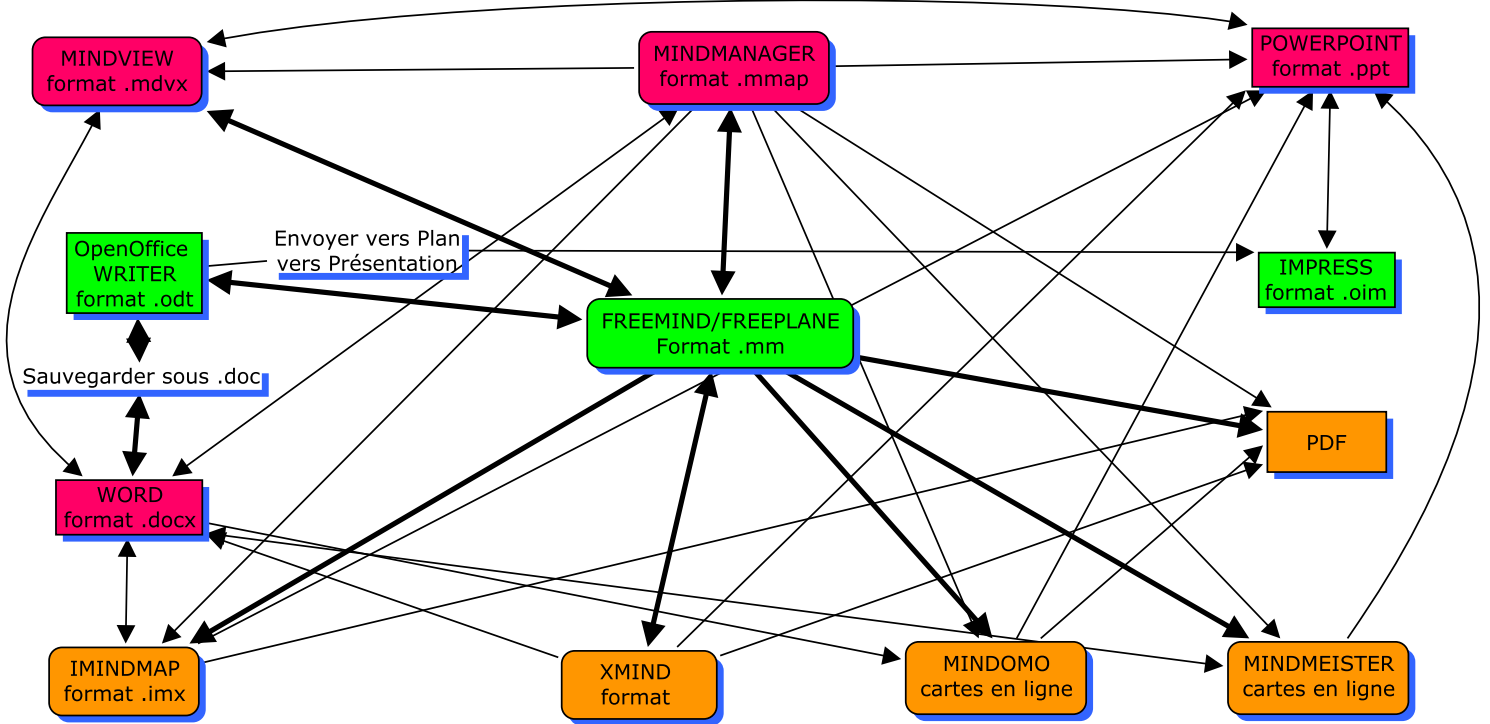 MINDVIEW
format .mdvx
MINDMANAGER
format .mmap
POWERPOINT
format .ppt
OpenOffice
WRITER
format .odt
Envoyer vers Plan
vers Présentation
IMPRESS
format .oim
FREEMIND/FREEPLANE
Format .mm
Sauvegarder sous .doc
PDF
WORD
format .docx
IMINDMAP
format .imx
XMIND
format
MINDOMO
cartes en ligne
MINDMEISTER
cartes en ligne